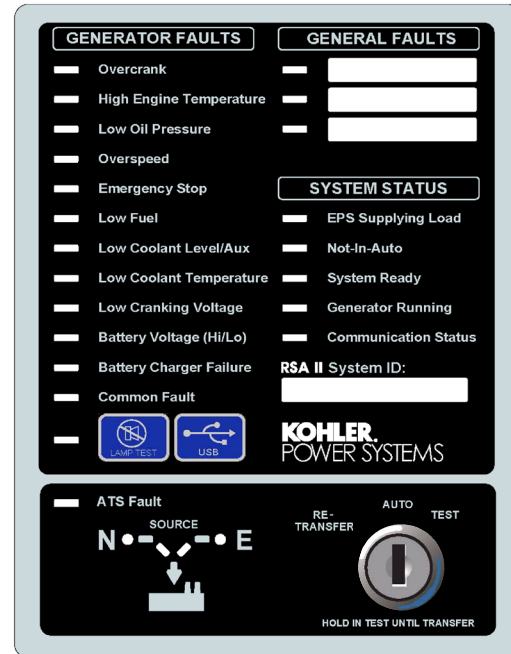 GENERATOR FAULTS
Overcrank
High Engine Temperature
Low Oil Pressure
Overspeed
Emergency Stop
Low Fuel
Low Coolant Level/Aux
Low Coolant Temperature
Low Cranking Voltage
Battery Voltage (Hi/Lo)
Battery Charger Failure
Common Fault
LAMP TEST
USB
GENERAL FAULTS
SYSTEM STATUS
EPS Supplying Load
Not-In-Auto
System Ready
Generator Running
Communication Status
RSA II System ID:
KOHLER.
POWER SYSTEMS
ATS Fault
SOURCE
N E
RE-
TRANSFER
AUTO
TEST
HOLD IN TEST UNTIL TRANSFER